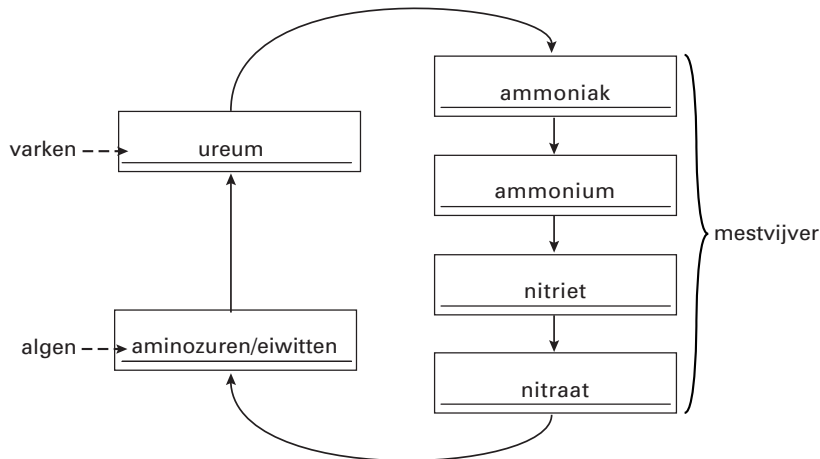 ammoniak
varken
ureum
ammonium
mestvijver
nitriet
algen
aminozuren/eiwitten
nitraat